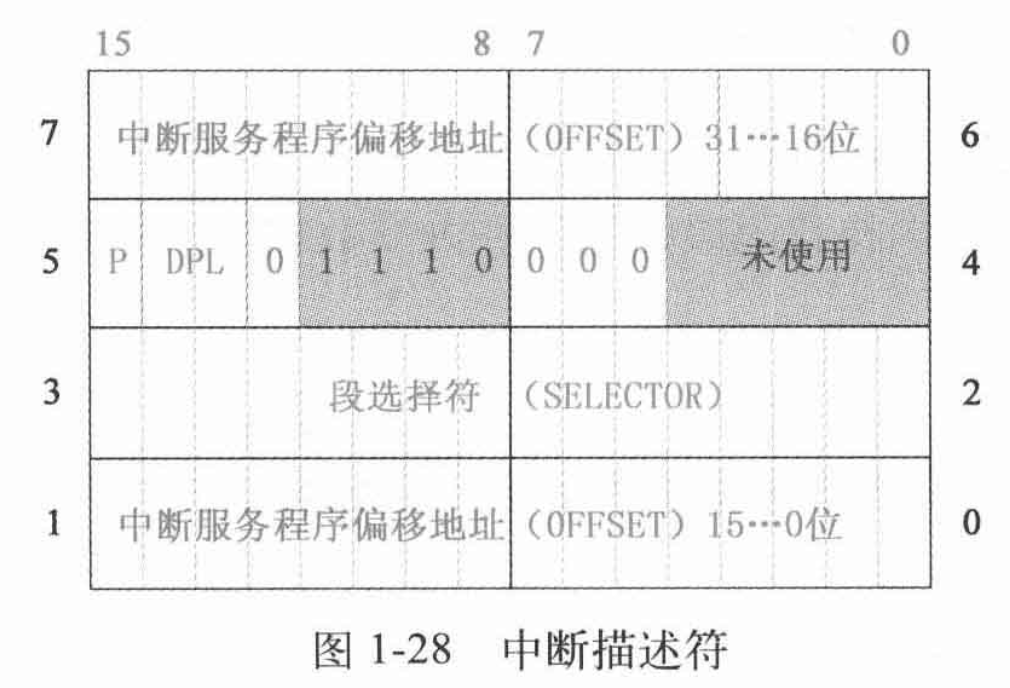 15 8 7 0
7 中断服务程序偏移地址（OFFSET）31…16位 6
5 P DPL 0 1 1 1 0 0 0 0 未使用 4
3 段选择符（SELECTOR） 2
1 中断服务程序偏移地址（OFFSET）15…0位 0
图 1-28 中断描述符